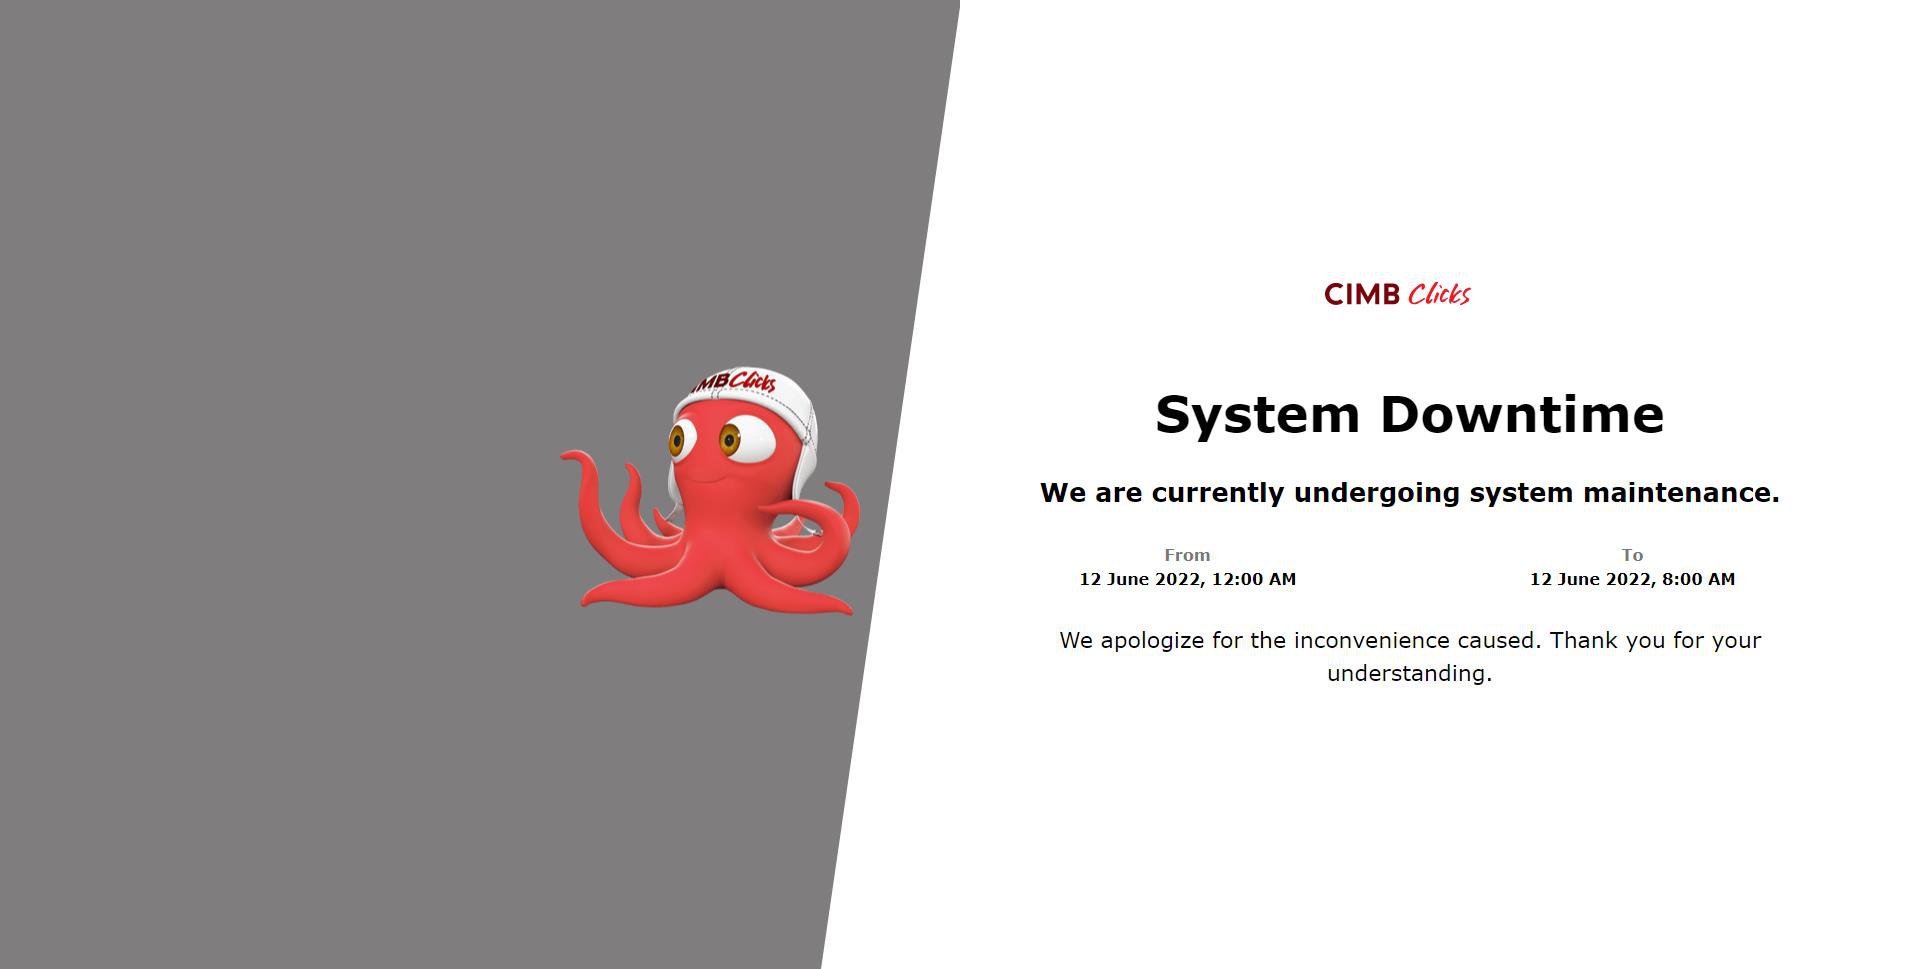 IMB Clicks
CIMB Clicks
System Downtime
We are currently undergoing system maintenance.
From
12 June 2022, 12:00 AM
To
12 June 2022, 8:00 AM
We apologize for the inconvenience caused. Thank you for your
understanding.